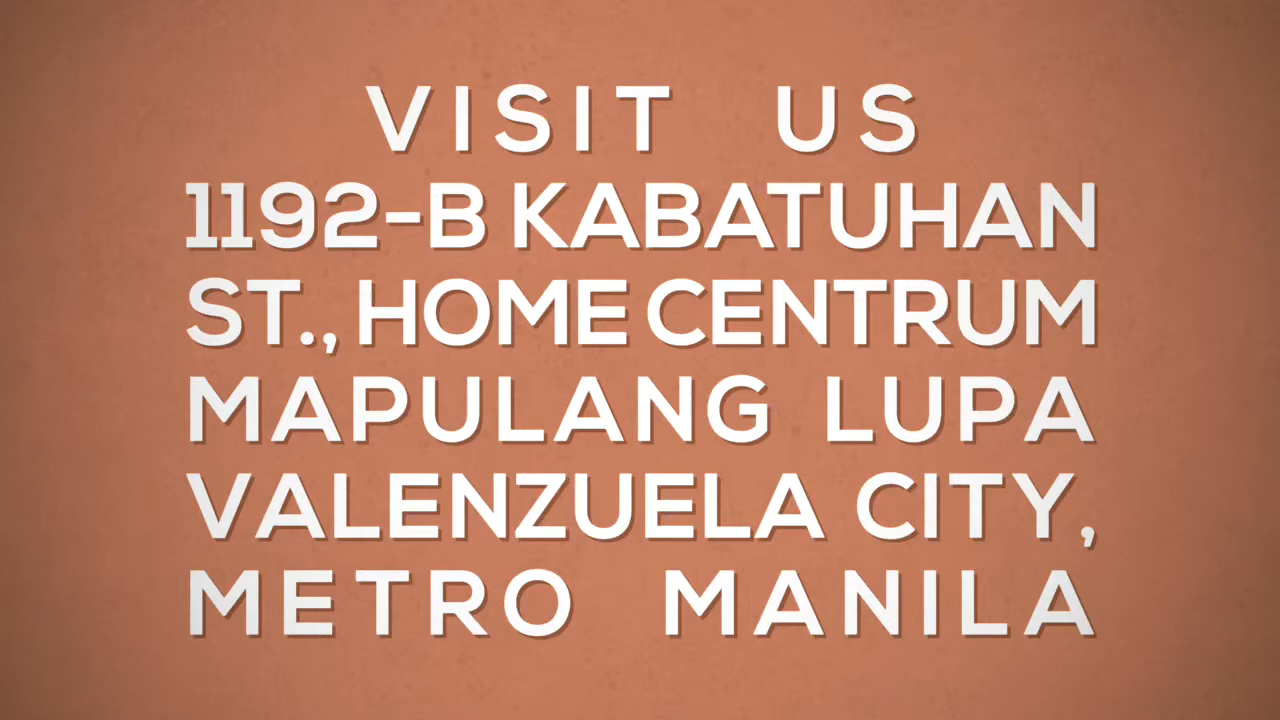 VISIT US
1192-B KABATUHAN
ST., HOME CENTRUM
MAPULANG LUPA
VALENZUELA CITY,
METRO MANILA